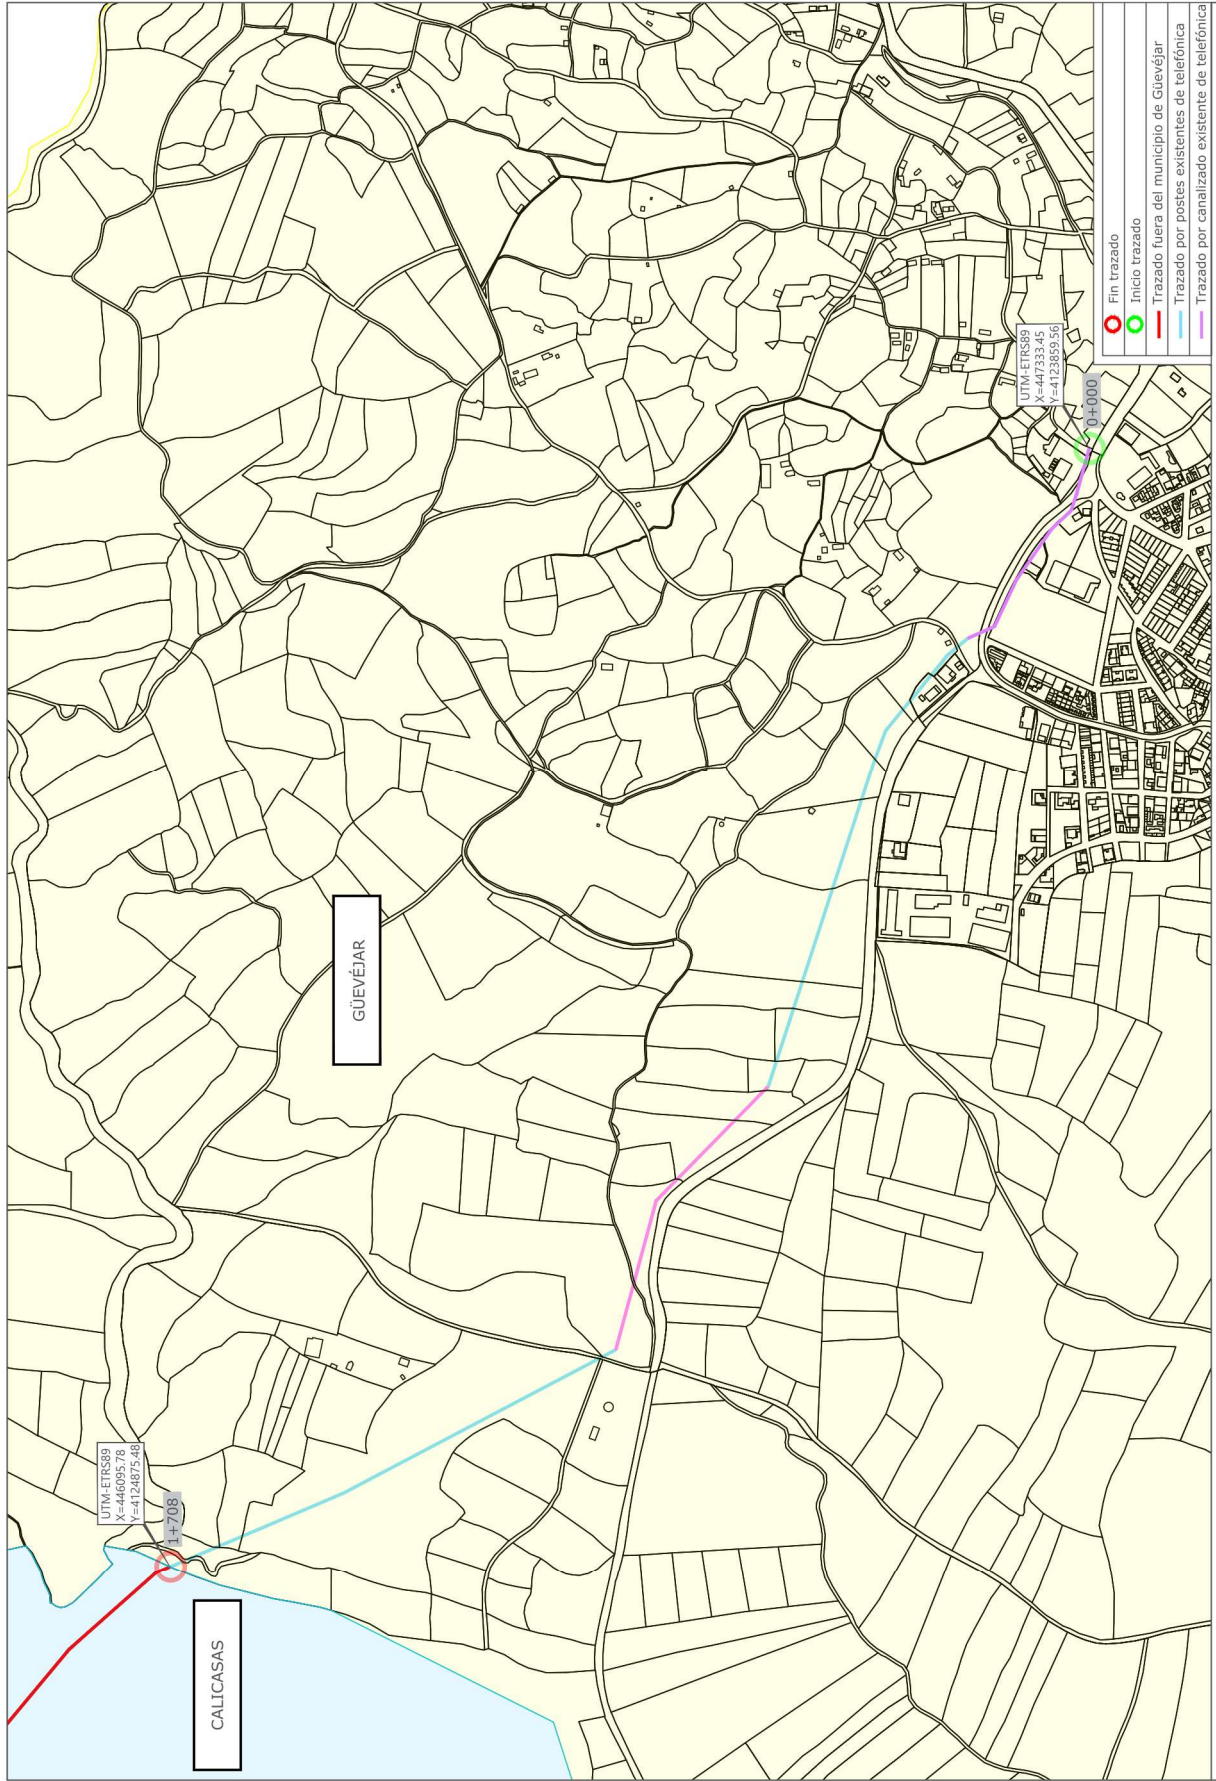 UTM-ETRS89
X=446095.78
Y=4124875.48
1+708
CALICASAS
GÜEVÉJAR
UTM-ETRS89
X=447333.45
Y=4123859.56
0+000
Fin trazado
Inicio trazado
Trazado fuera del municipio de Güevéjar
Trazado por postes existentes de telefónica
Trazado por canalizado existente de telefónica